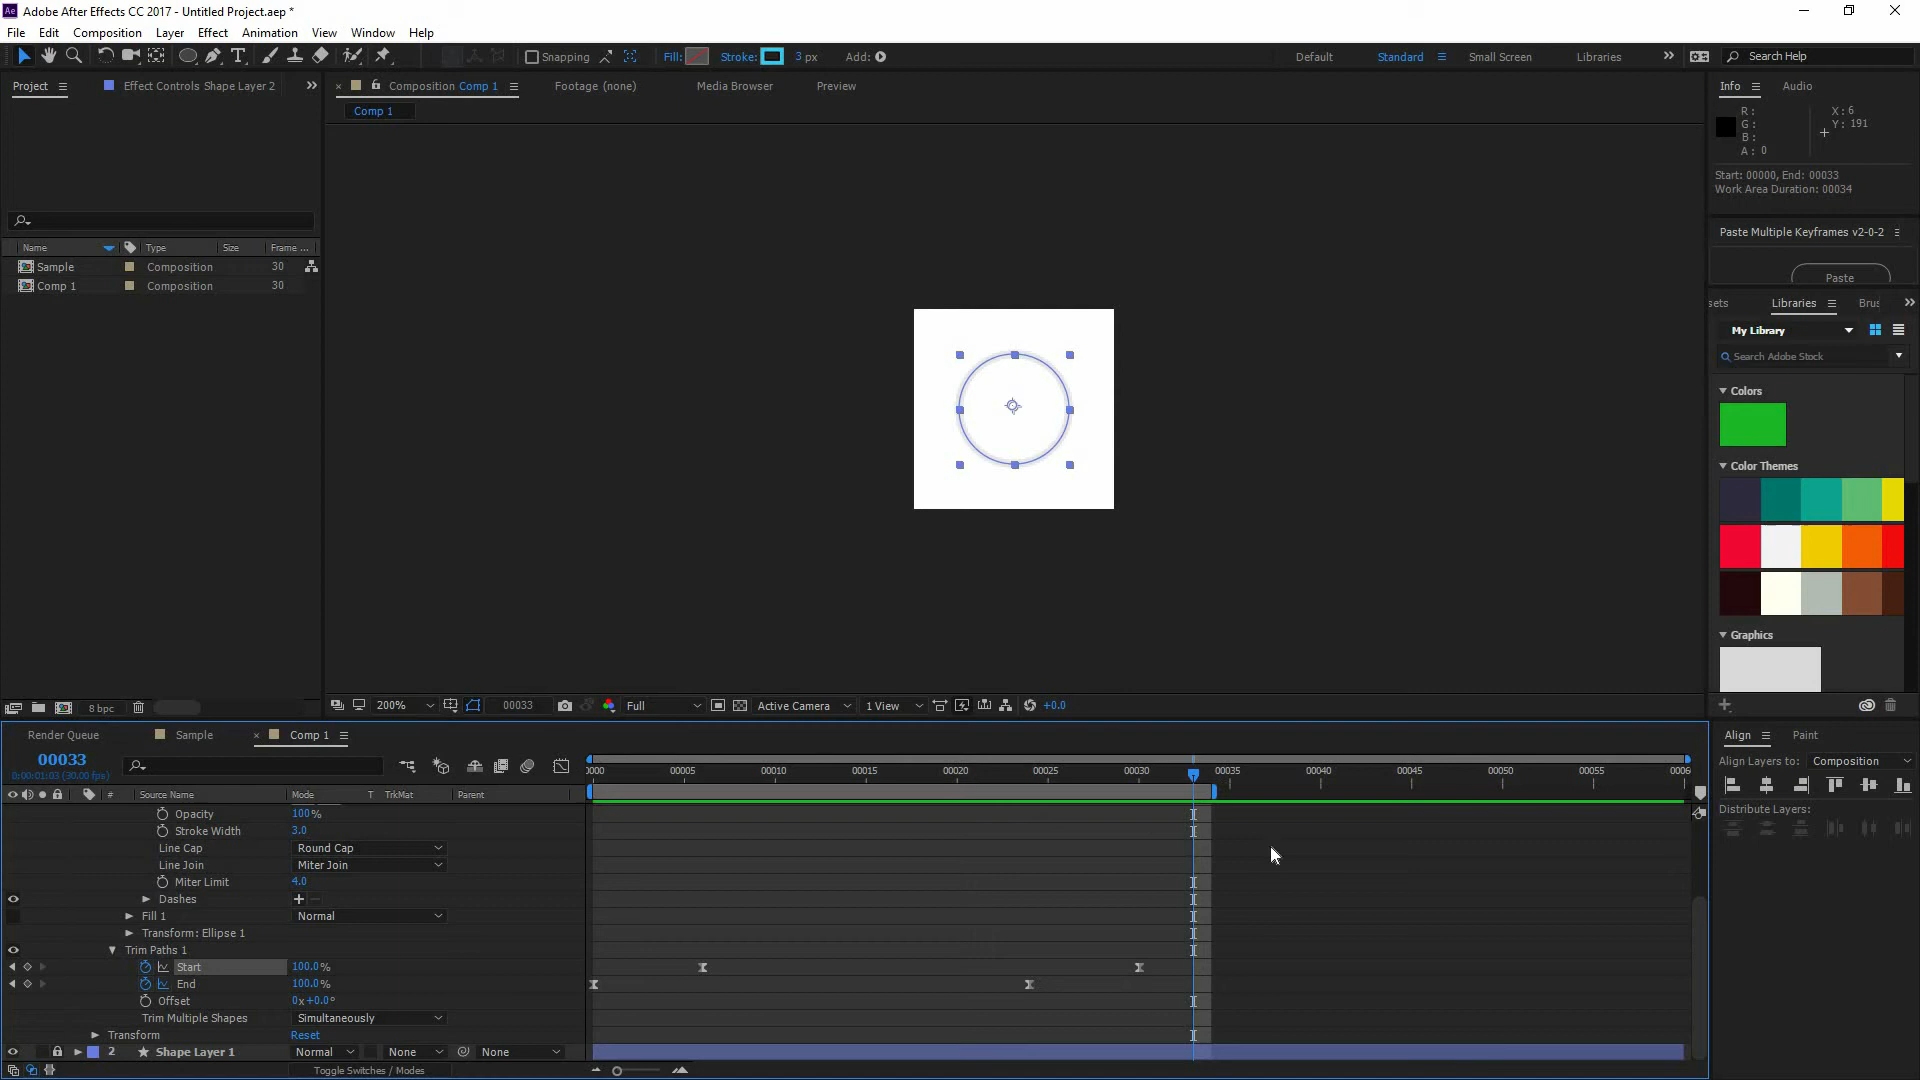 Adobe After Effects CC 2017 - Untitled Project.aep *
File Edit Composition Layer Effect Animation View Window Help
Snapping Fill: Stroke: 3 px Add: Default Standard Small Screen Libraries » Search Help
Project Effect Controls Shape Layer 2 »
Composition Comp 1 Footage (none) Media Browser Preview
Comp 1
Info Audio
R: X: 6
G: Y: 191
B:
A: 0
Start: 00000, End: 00033
Work Area Duration: 00034
Paste Multiple Keyframes v2-0-2
Paste
sets Libraries Brus »
My Library
Search Adobe Stock
Colors
Color Themes
Graphics
Name Type Size Frame ...
Sample Composition 30
Comp 1 Composition 30
8 bpc
200% 00033 Full Active Camera 1 View +0.0
Render Queue Sample Comp 1
00033
0:00:01:03 (30.00 fps)
0000 00005 00010 00015 00020 00025 00030 00035 00040 00045 00050 00055 0006
# Source Name Mode T TrkMat Parent
Opacity 100%
Stroke Width 3.0
Line Cap Round Cap
Line Join Miter Join
Miter Limit 4.0
Dashes + −
Fill 1 Normal
Transform: Ellipse 1
Trim Paths 1
Start 100.0%
End 100.0%
Offset 0x+0.0°
Trim Multiple Shapes Simultaneously
Transform Reset
2 Shape Layer 1 Normal None None
Toggle Switches / Modes
Align Paint
Align Layers to: Composition
Distribute Layers: